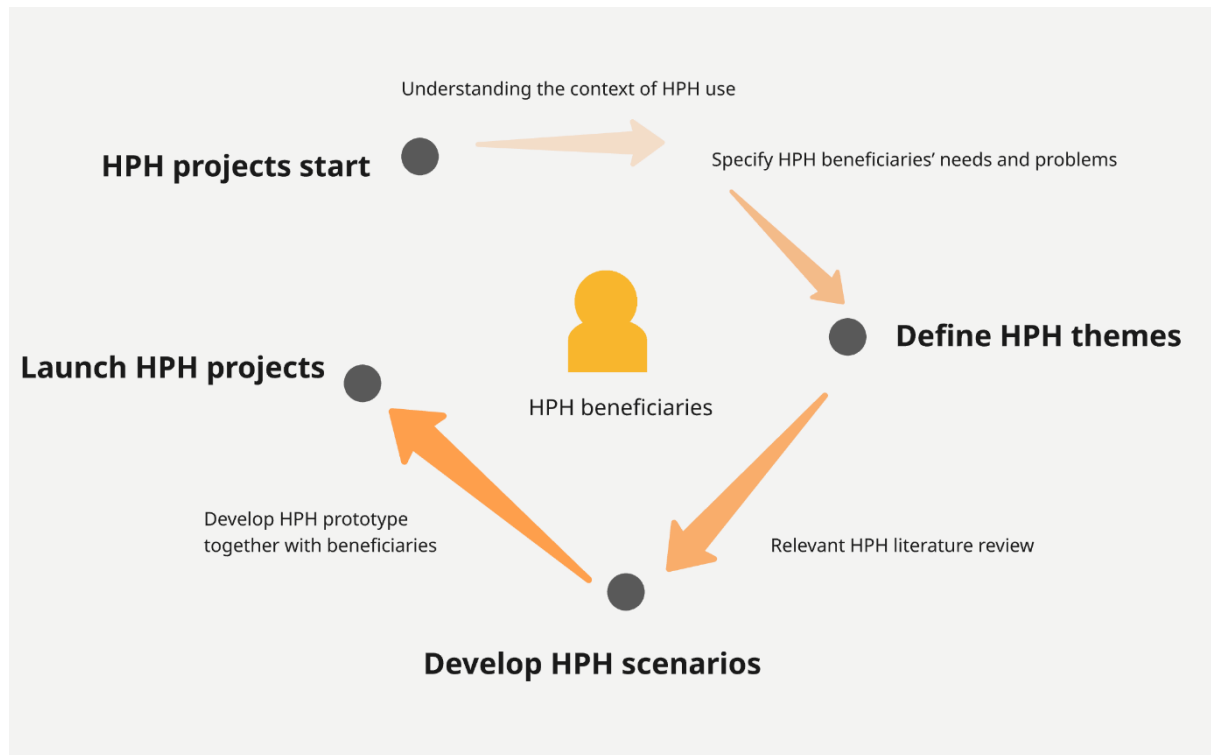 Understanding the context of HPH use
HPH projects start
Specify HPH beneficiaries’ needs and problems
Define HPH themes
Launch HPH projects
HPH beneficiaries
Develop HPH prototype
together with beneficiaries
Relevant HPH literature review
Develop HPH scenarios